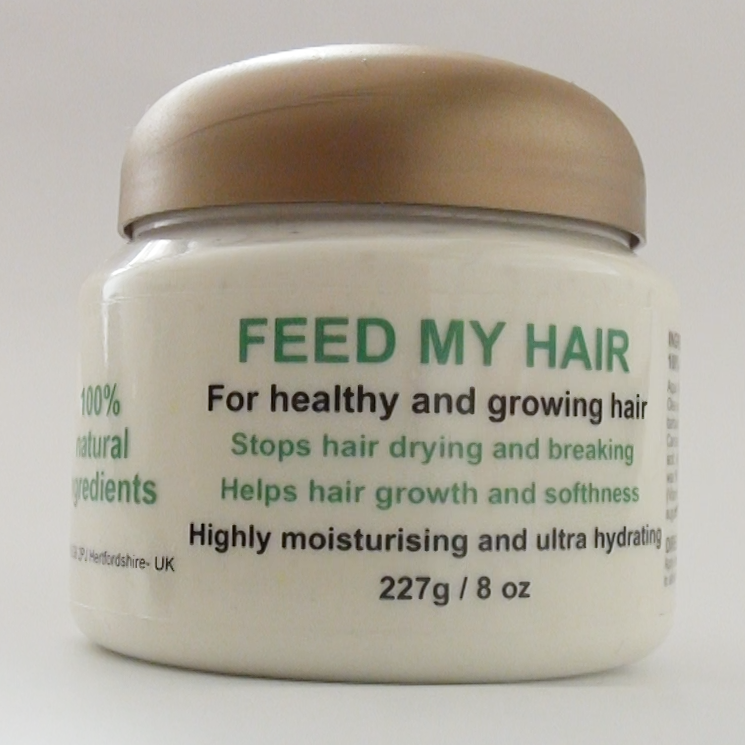 FEED MY HAIR
For healthy and growing hair
Stops hair drying and breaking
Helps hair growth and softhness
Highly moisturising and ultra hydrating
227g / 8 oz
100%
natural
Hertfordshire- UK